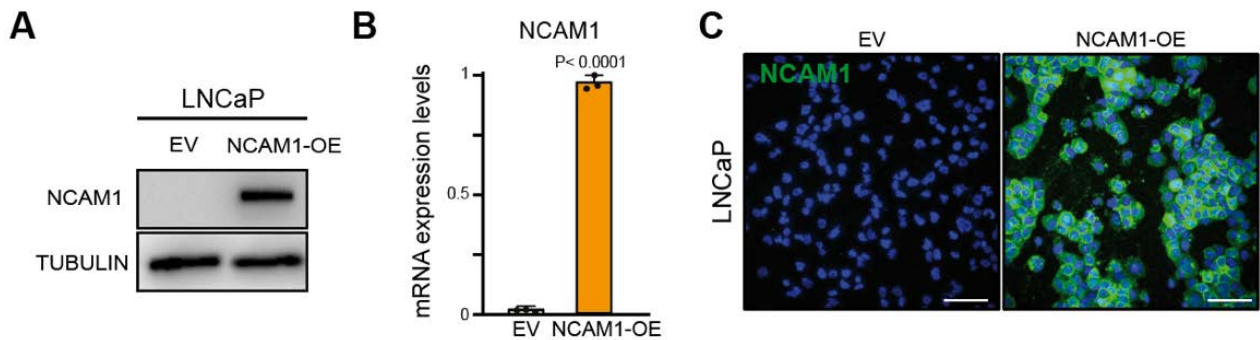 A
LNCaP
EV NCAM1-OE
NCAM1
TUBULIN
B
NCAM1
P< 0.0001
mRNA expression levels
1
0.5
0
EV NCAM1-OE
C
EV NCAM1-OE
NCAM1
LNCaP